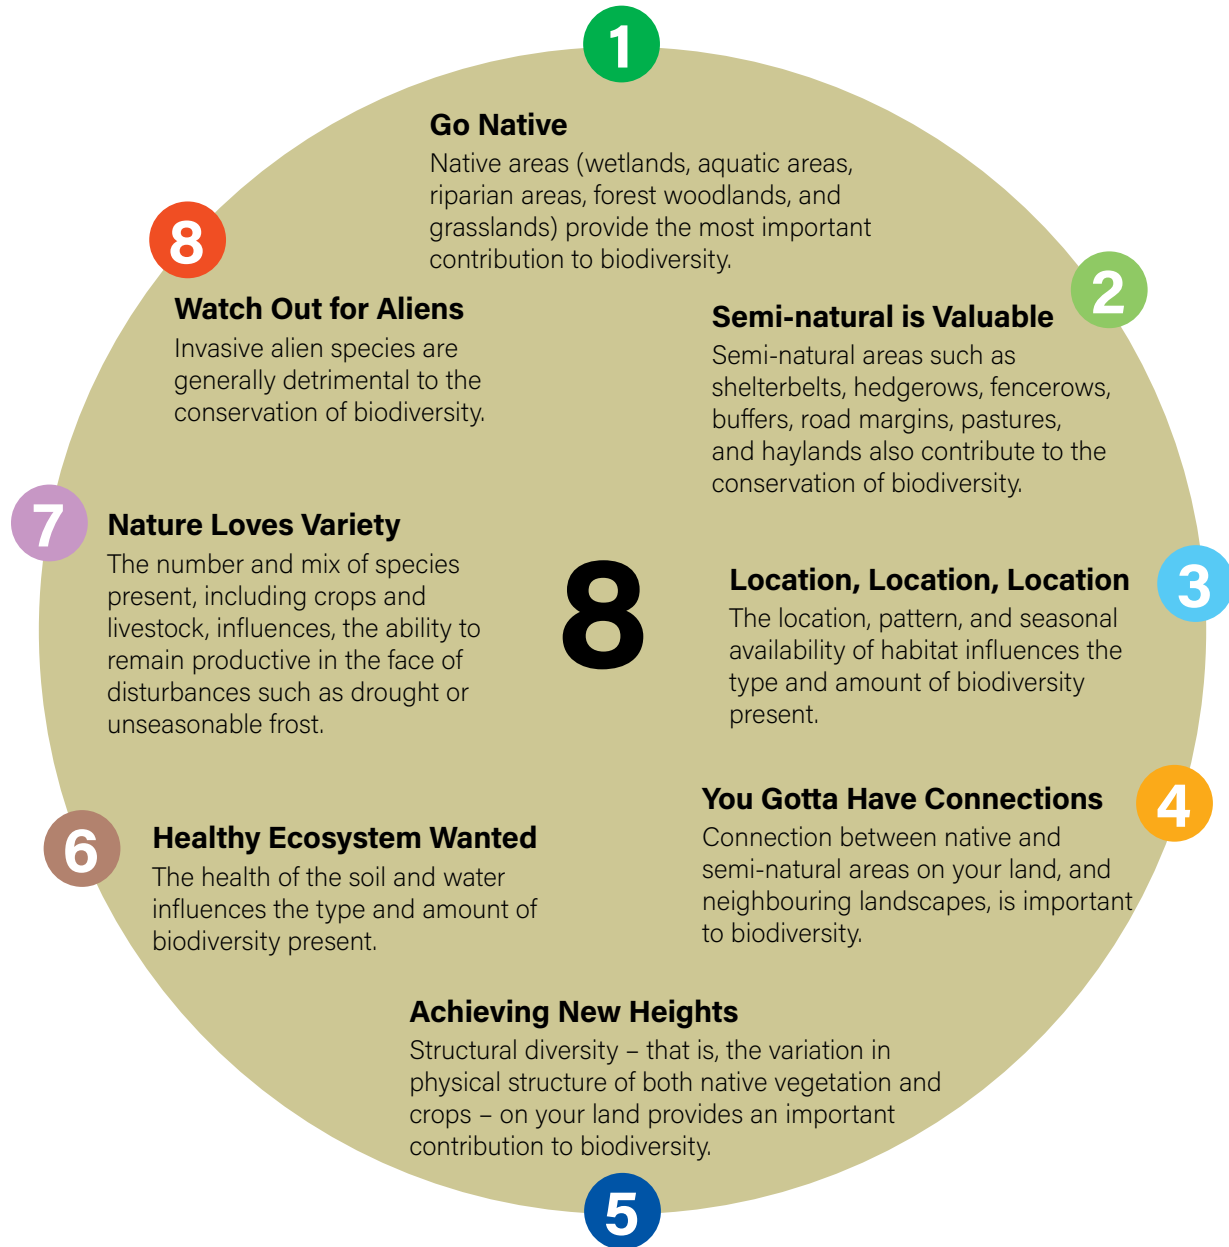 1
Go Native
Native areas (wetlands, aquatic areas,
riparian areas, forest woodlands, and
grasslands) provide the most important
contribution to biodiversity.
2
Semi-natural is Valuable
Semi-natural areas such as
shelterbelts, hedgerows, fencerows,
buffers, road margins, pastures,
and haylands also contribute to the
conservation of biodiversity.
3
Location, Location, Location
The location, pattern, and seasonal
availability of habitat influences the
type and amount of biodiversity
present.
4
You Gotta Have Connections
Connection between native and
semi-natural areas on your land, and
neighbouring landscapes, is important
to biodiversity.
5
Achieving New Heights
Structural diversity – that is, the variation in
physical structure of both native vegetation and
crops – on your land provides an important
contribution to biodiversity.
6
Healthy Ecosystem Wanted
The health of the soil and water
influences the type and amount of
biodiversity present.
7
Nature Loves Variety
The number and mix of species
present, including crops and
livestock, influences, the ability to
remain productive in the face of
disturbances such as drought or
unseasonable frost.
8
Watch Out for Aliens
Invasive alien species are
generally detrimental to the
conservation of biodiversity.
8